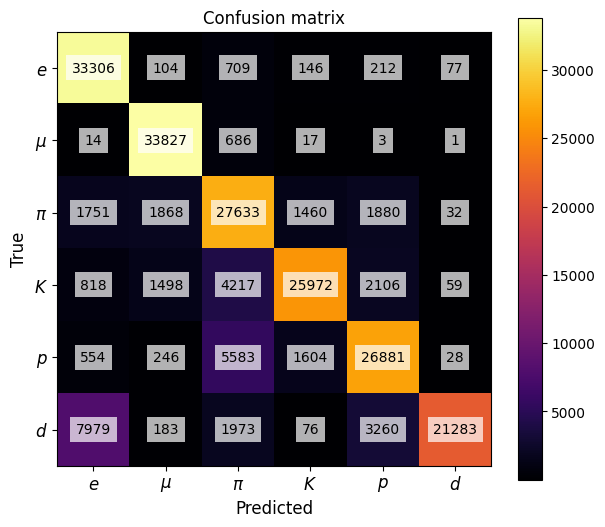 Confusion matrix
True
e 33306 104 709 146 212 77
μ 14 33827 686 17 3 1
π 1751 1868 27633 1460 1880 32
K 818 1498 4217 25972 2106 59
p 554 246 5583 1604 26881 28
d 7979 183 1973 76 3260 21283
e μ π K p d
Predicted
30000
25000
20000
15000
10000
5000